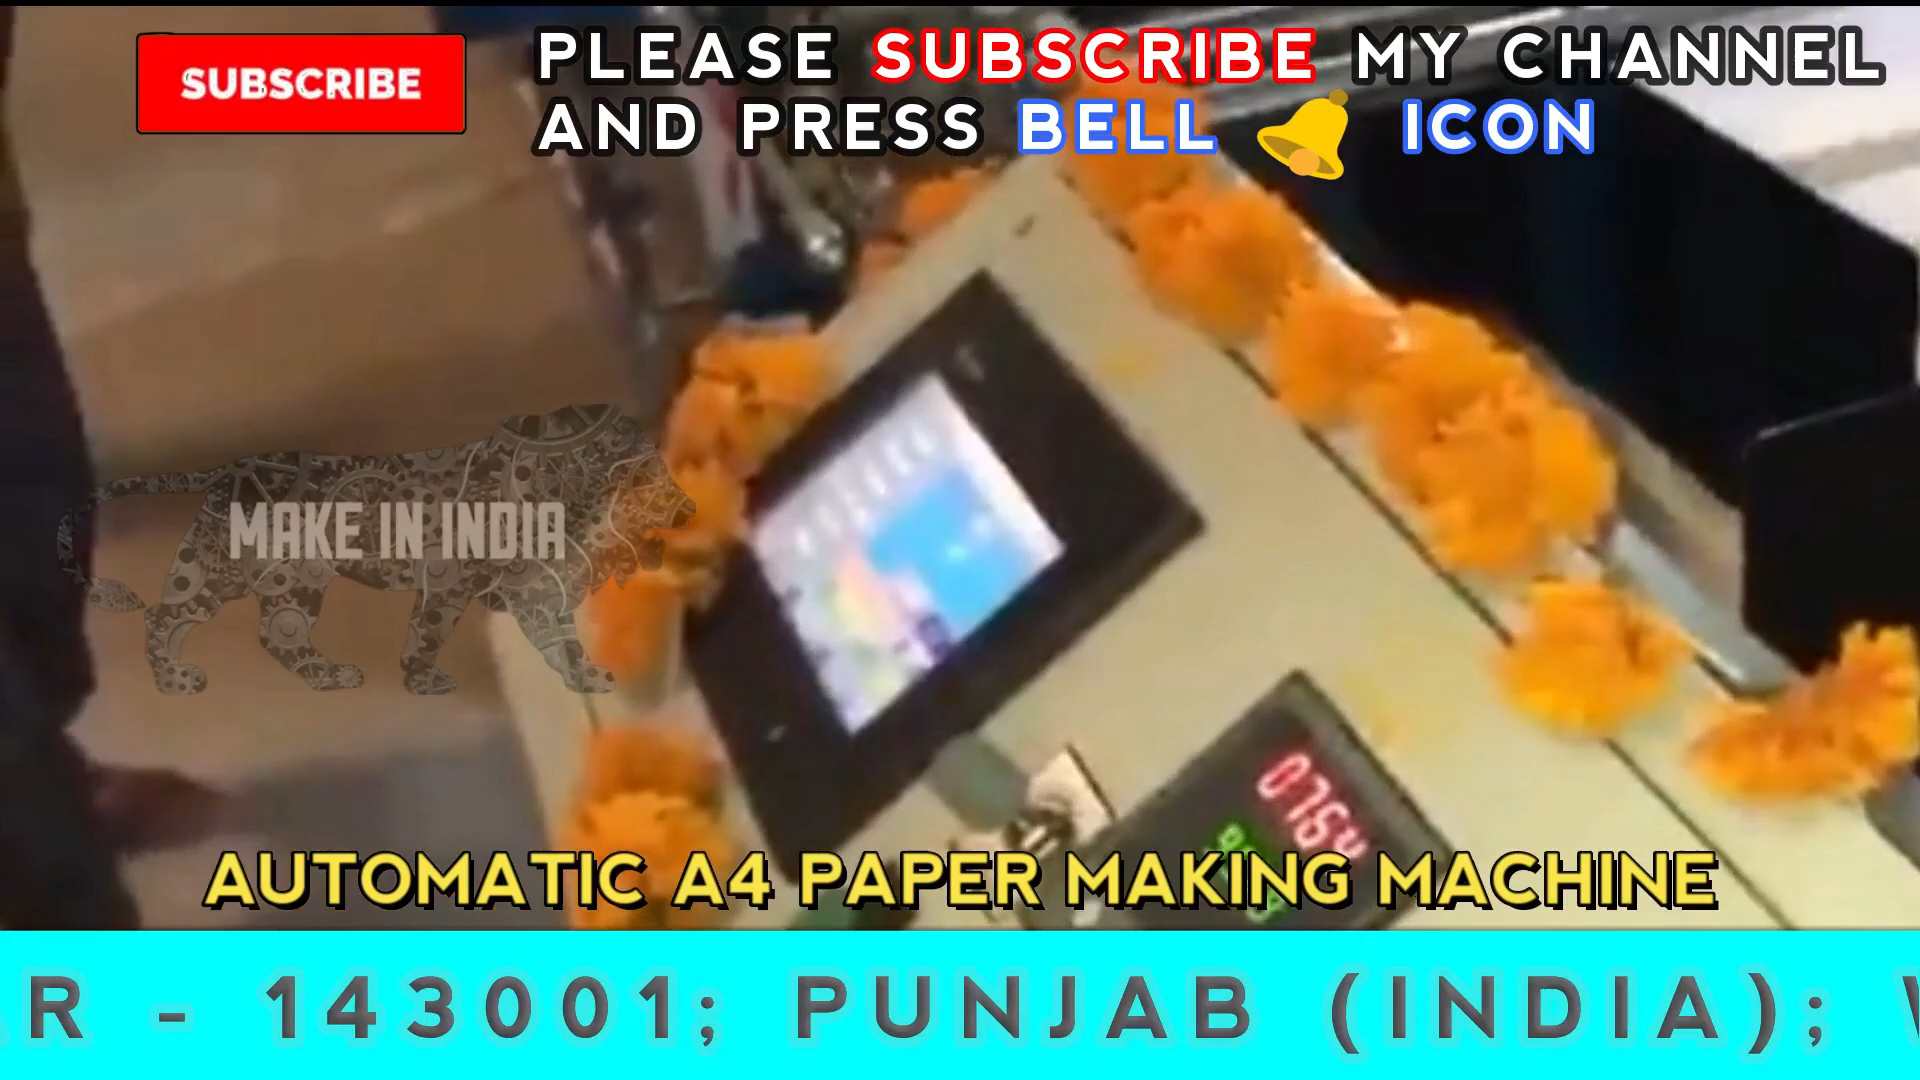 SUBSCRIBE
PLEASE SUBSCRIBE MY CHANNEL
AND PRESS BELL ICON
MAKE IN INDIA
AUTOMATIC A4 PAPER MAKING MACHINE
R - 143001; PUNJAB (INDIA);